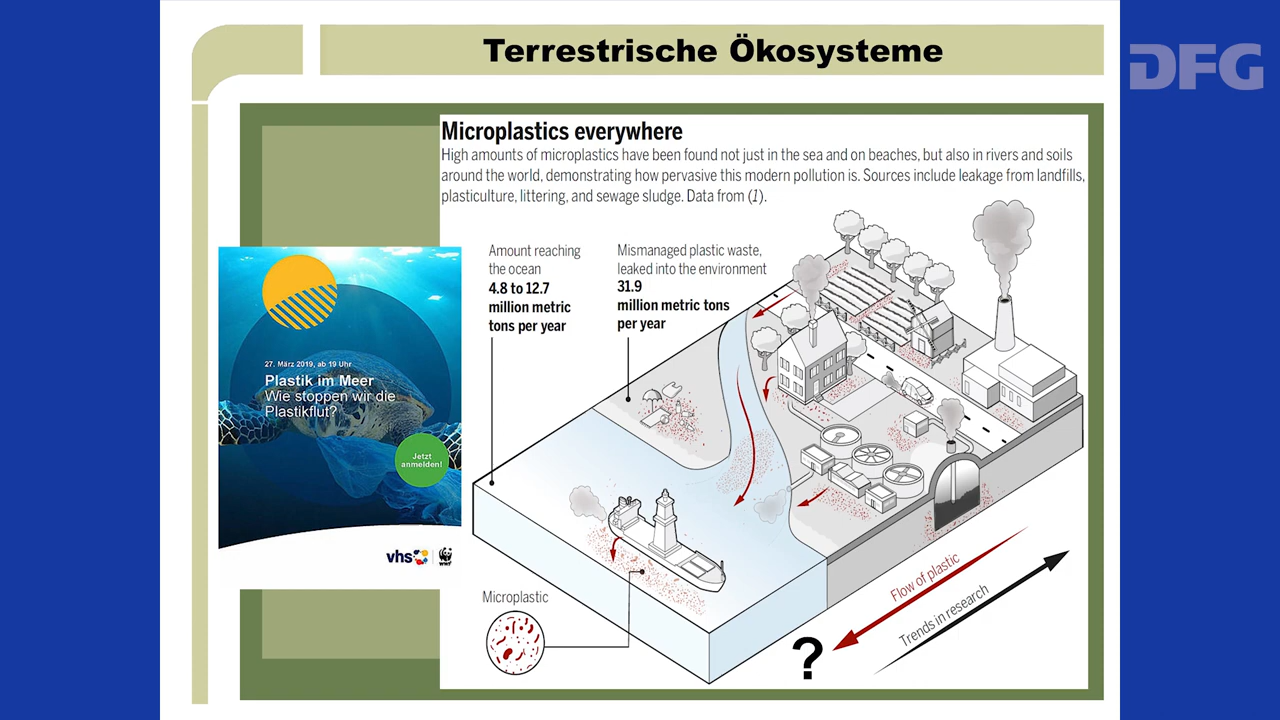 Terrestrische Ökosysteme
DFG
Microplastics everywhere
High amounts of microplastics have been found not just in the sea and on beaches, but also in rivers and soils
around the world, demonstrating how pervasive this modern pollution is. Sources include leakage from landfills,
plasticulture, littering, and sewage sludge. Data from (1).
Amount reaching
the ocean
4.8 to 12.7
million metric
tons per year
Mismanaged plastic waste,
leaked into the environment
31.9
million metric tons
per year
27. März 2019, ab 19 Uhr
Plastik im Meer
Wie stoppen wir die
Plastikflut?
Jetzt
anmelden!
vhs
WWF
Microplastic
Flow of plastic
Trends in research
?